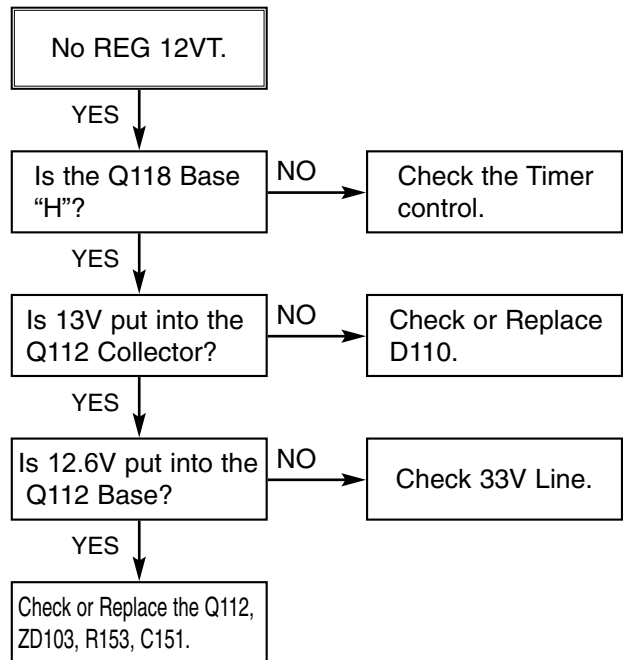 No REG 12VT.
YES
Is the Q118 Base
“H”?
NO
Check the Timer
control.
YES
Is 13V put into the
Q112 Collector?
NO
Check or Replace
D110.
YES
Is 12.6V put into the
Q112 Base?
NO
Check 33V Line.
YES
Check or Replace the Q112,
ZD103, R153, C151.